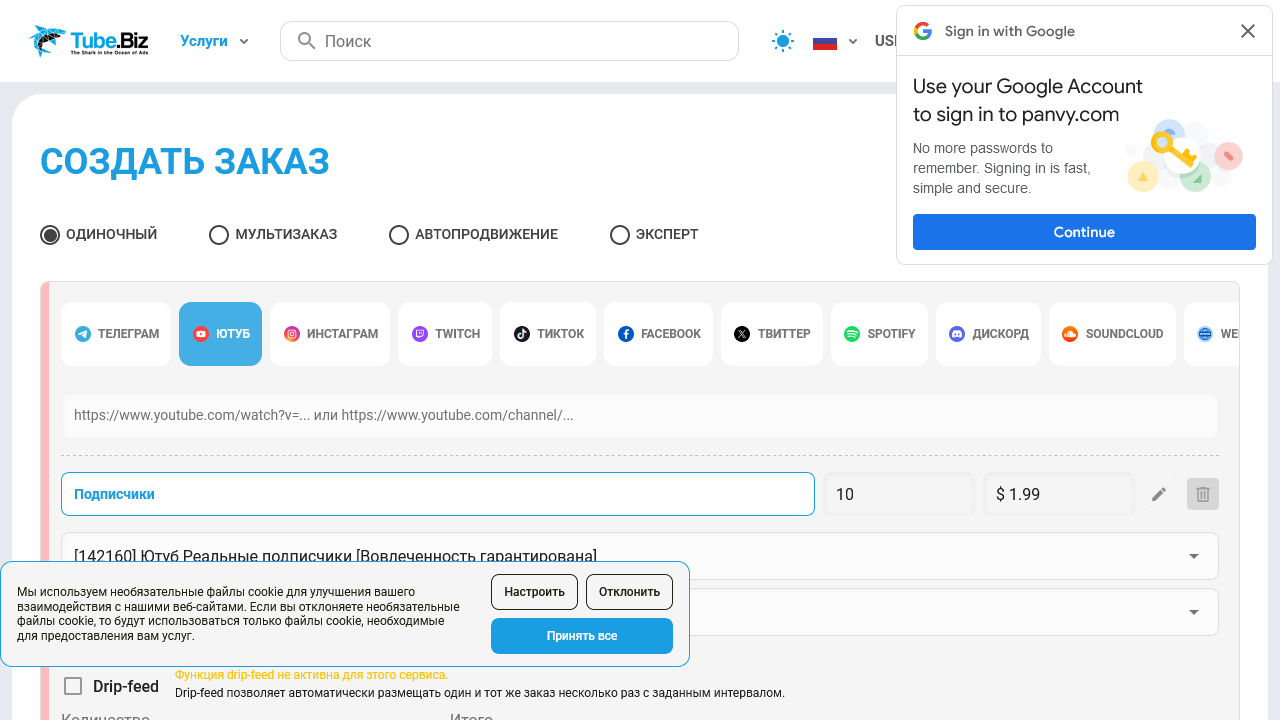 Tube.Biz
The Shark in the Ocean of Ads
Услуги
Поиск
Sign in with Google
Use your Google Account
to sign in to panvy.com
No more passwords to
remember. Signing in is fast,
simple and secure.
Continue
СОЗДАТЬ ЗАКАЗ
ОДИНОЧНЫЙ
МУЛЬТИЗАКАЗ
АВТОПРОДВИЖЕНИЕ
ЭКСПЕРТ
ТЕЛЕГРАМ
ЮТУБ
ИНСТАГРАМ
TWITCH
ТИКТОК
FACEBOOK
ТВИТТЕР
SPOTIFY
ДИСКОРД
SOUNDCLOUD
https://www.youtube.com/watch?v=... или https://www.youtube.com/channel/...
Подписчики
10
$ 1.99
[142160] Ютуб Реальные подписчики [Вовлеченность гарантирована]
Мы используем необязательные файлы cookie для улучшения вашего
взаимодействия с нашими веб-сайтами. Если вы отклоняете необязательные
файлы cookie, то будут использоваться только файлы cookie, необходимые
для предоставления вам услуг.
Настроить
Отклонить
Принять все
Drip-feed
Функция drip-feed не активна для этого сервиса.
Drip-feed позволяет автоматически размещать один и тот же заказ несколько раз с заданным интервалом.
Количество
Итого